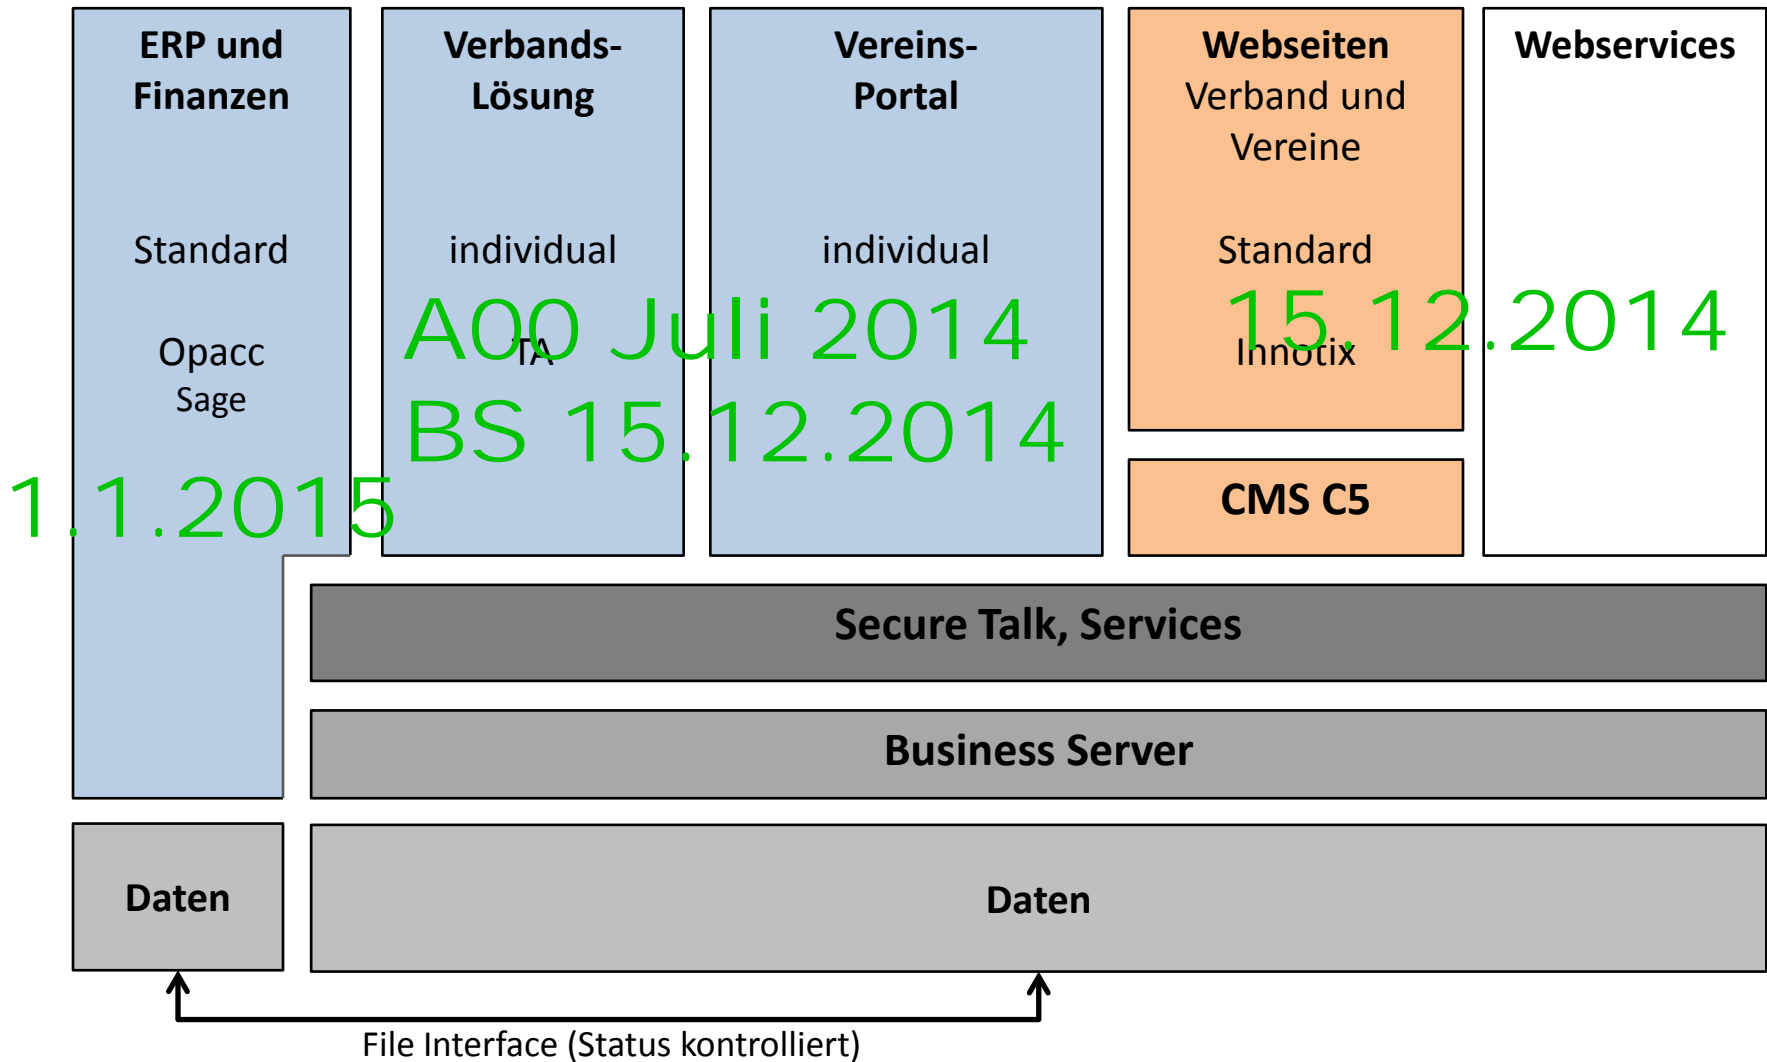 ERP und
Finanzen
Standard
Opacc
Sage
1.1.2015
Verbands-
Lösung
individual
TA
Vereins-
Portal
individual
A00 Juli 2014
BS 15.12.2014
Webseiten
Verband und
Vereine
Standard
Innotix
15.12.2014
CMS C5
Webservices
Secure Talk, Services
Business Server
Daten
Daten
File Interface (Status kontrolliert)